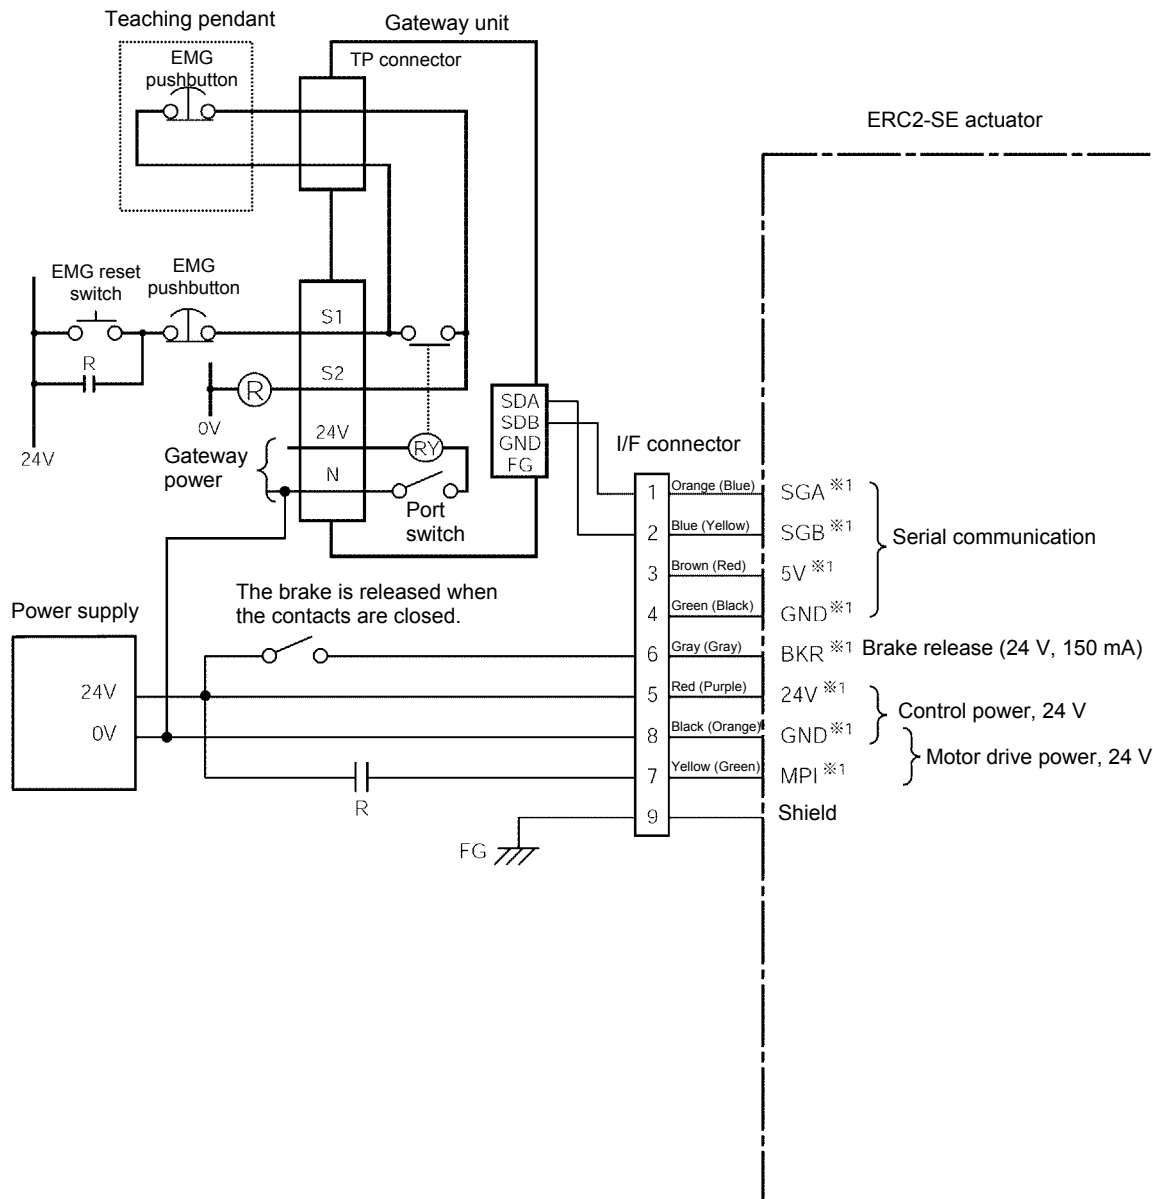 Teaching pendant
Gateway unit
EMG
pushbutton
TP connector
ERC2-SE actuator
EMG reset
switch
EMG
pushbutton
S1
R
S2
R
0V
24V
24V
RY
Gateway
power
N
Port
switch
SDA
SDB
GND
FG
I/F connector
1 Orange (Blue) SGA ※1
2 Blue (Yellow) SGB ※1
Serial communication
3 Brown (Red) 5V ※1
4 Green (Black) GND ※1
The brake is released when
the contacts are closed.
Power supply
6 Gray (Gray) BKR ※1 Brake release (24 V, 150 mA)
24V
5 Red (Purple) 24V ※1
Control power, 24 V
0V
8 Black (Orange) GND ※1
Motor drive power, 24 V
7 Yellow (Green) MPI ※1
R
9 Shield
FG